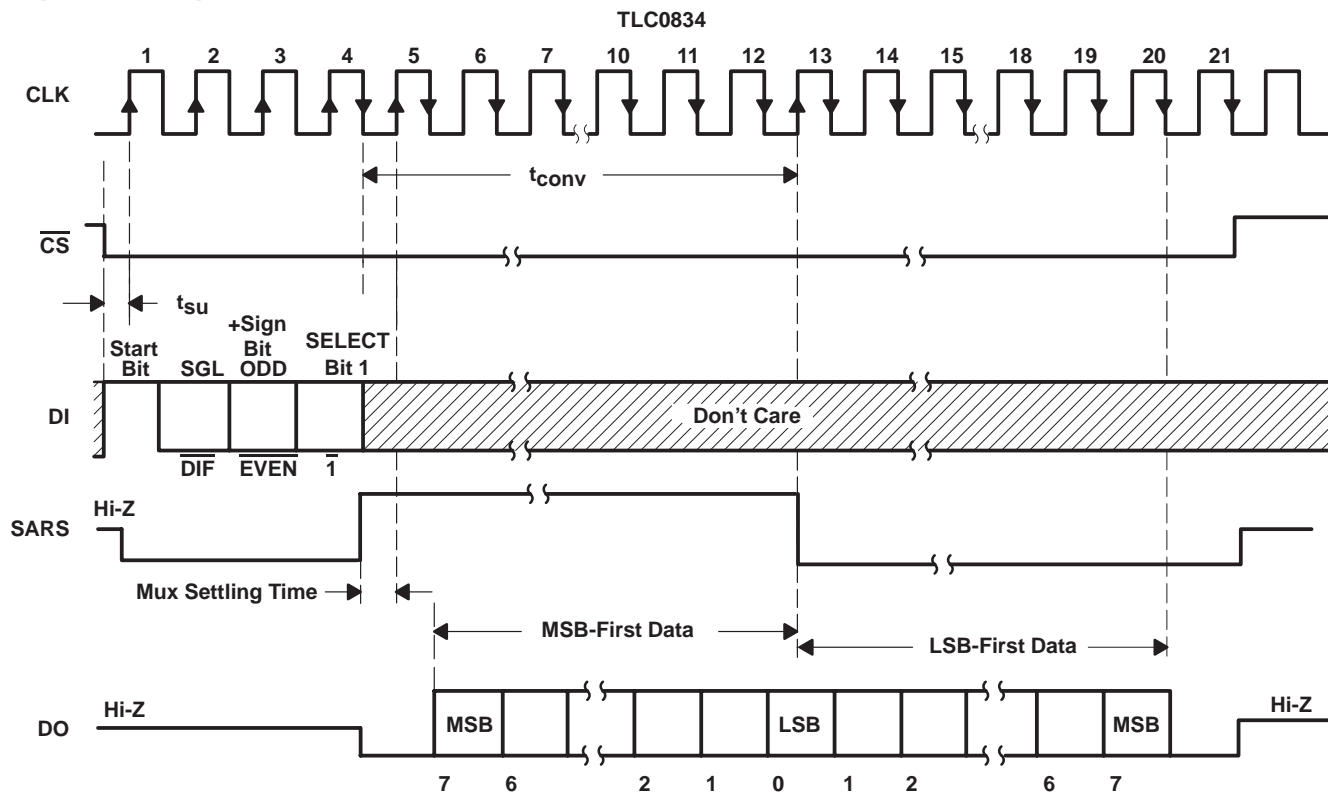 TLC0834
1 2 3 4 5 6 7 10 11 12 13 14 15 18 19 20 21
CLK
tconv
CS
tsu
Start
Bit
SGL
+Sign
Bit
ODD
SELECT
Bit 1
DI
Don't Care
DIF EVEN 1
Hi-Z
SARS
Mux Settling Time
MSB-First Data
LSB-First Data
Hi-Z
Hi-Z
DO
MSB LSB MSB
7 6 2 1 0 1 2 6 7